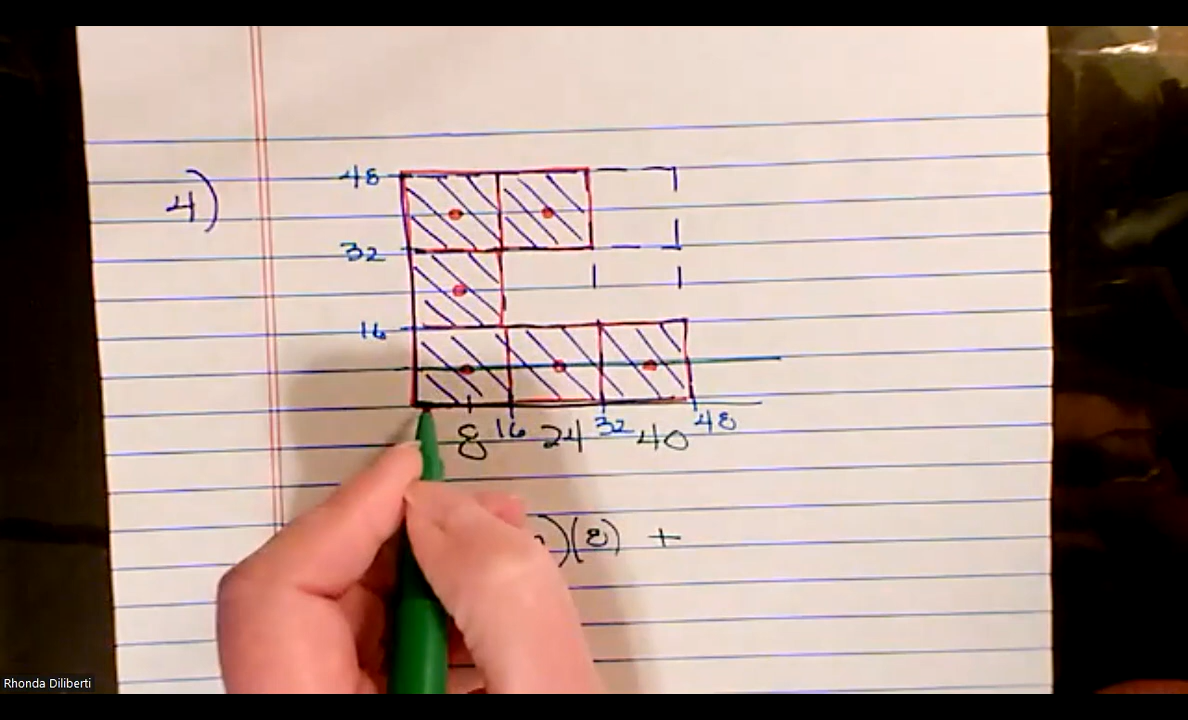 4)
48
32
16
8 16 24 32 40 48
)(8) +
Rhonda Diliberti